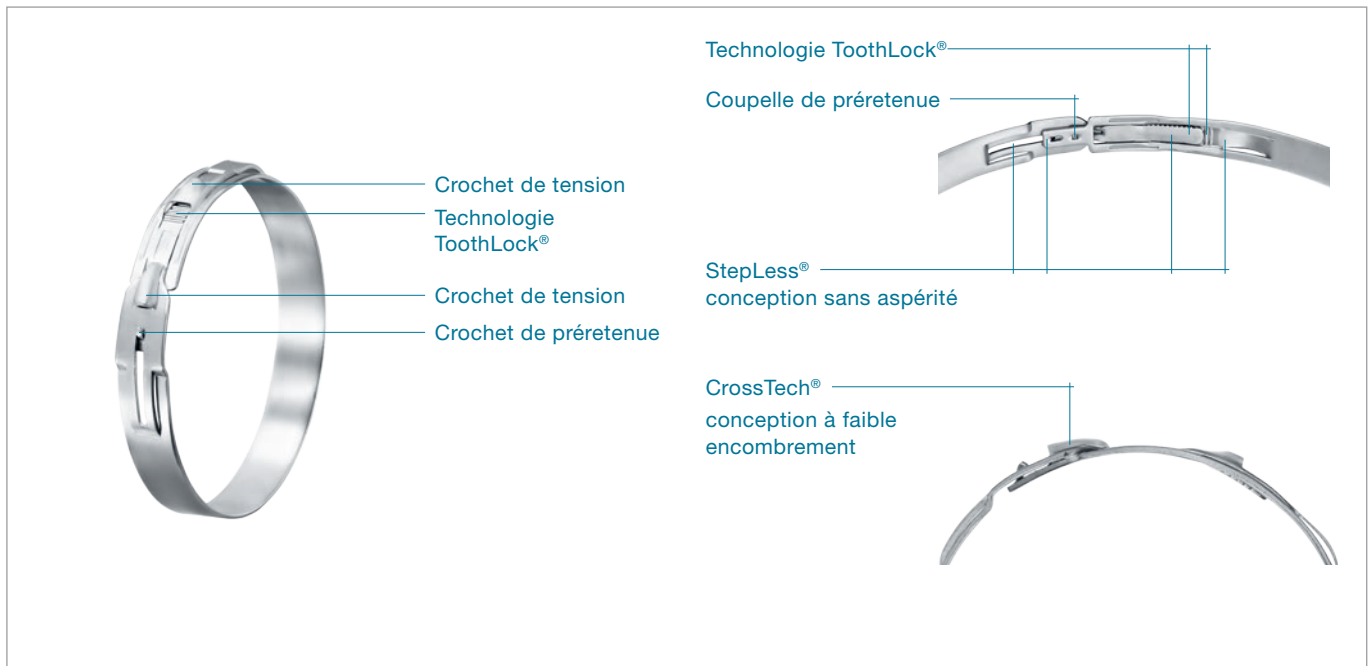 Crochet de tension
Technologie
ToothLock®
Crochet de tension
Crochet de préretenue
Technologie ToothLock®
Coupelle de préretenue
StepLess®
conception sans aspérité
CrossTech®
conception à faible
encombrement